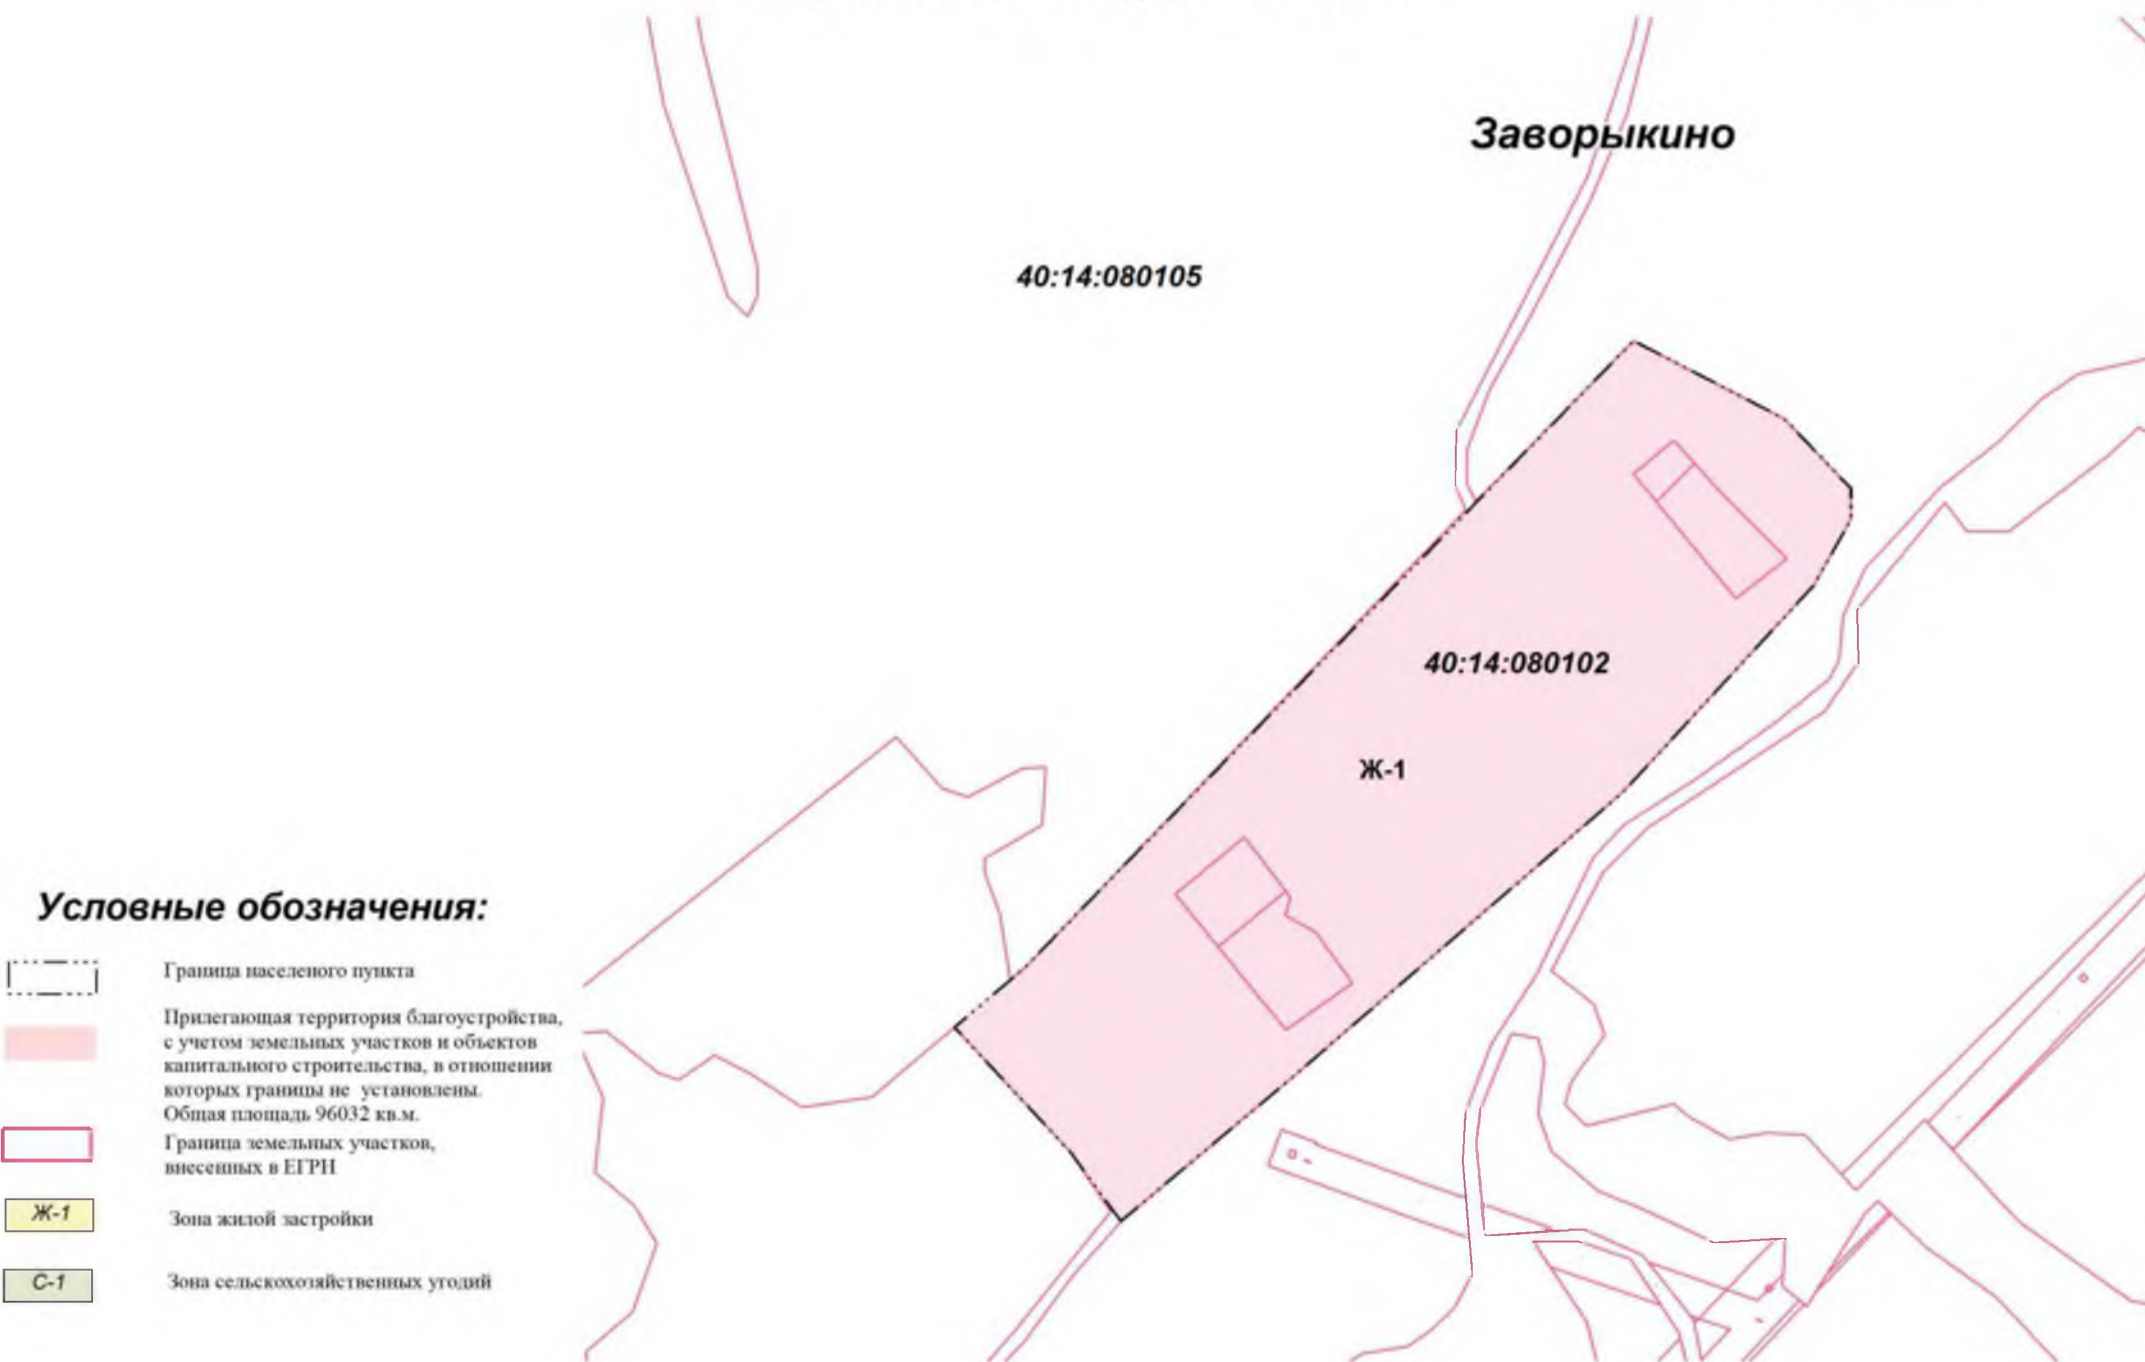 Заворыкино
40:14:080105
40:14:080102
Ж-1
Условные обозначения:
Граница населеного пункта
Прилегающая территория благоустройства,
с учетом земельных участков и объектов
капитального строительства, в отношении
которых границы не установлены.
Общая площадь 96032 кв.м.
Граница земельных участков,
внесенных в ЕГРН
Ж-1
Зона жилой застройки
С-1
Зона сельскохозяйственных угодий